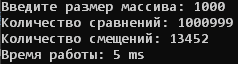 Введите размер массива: 1000
Количество сравнений: 1000999
Количество смещений: 13452
Время работы: 5 ms